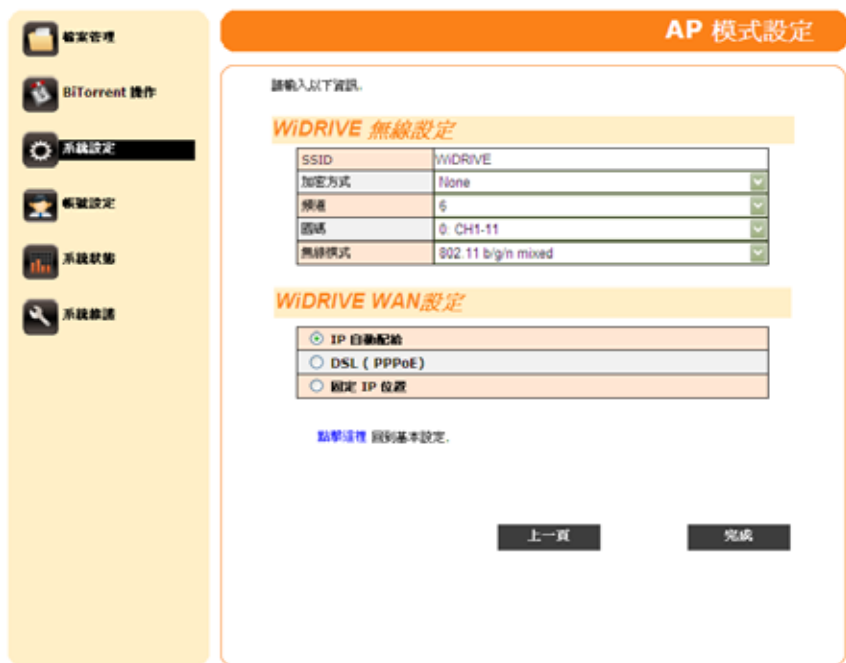 檔案管理
BiTorrent 操作
系統設定
帳號設定
系統狀態
系統維護
AP 模式設定
請輸入以下資訊.
WiDRIVE 無線設定
SSID WiDRIVE
加密方式 None
頻道 6
國碼 0: CH1-11
無線模式 802.11 b/g/n mixed
WiDRIVE WAN設定
IP 自動配給
DSL ( PPPoE)
固定 IP 位置
點擊這裡 回到基本設定.
上一頁 完成